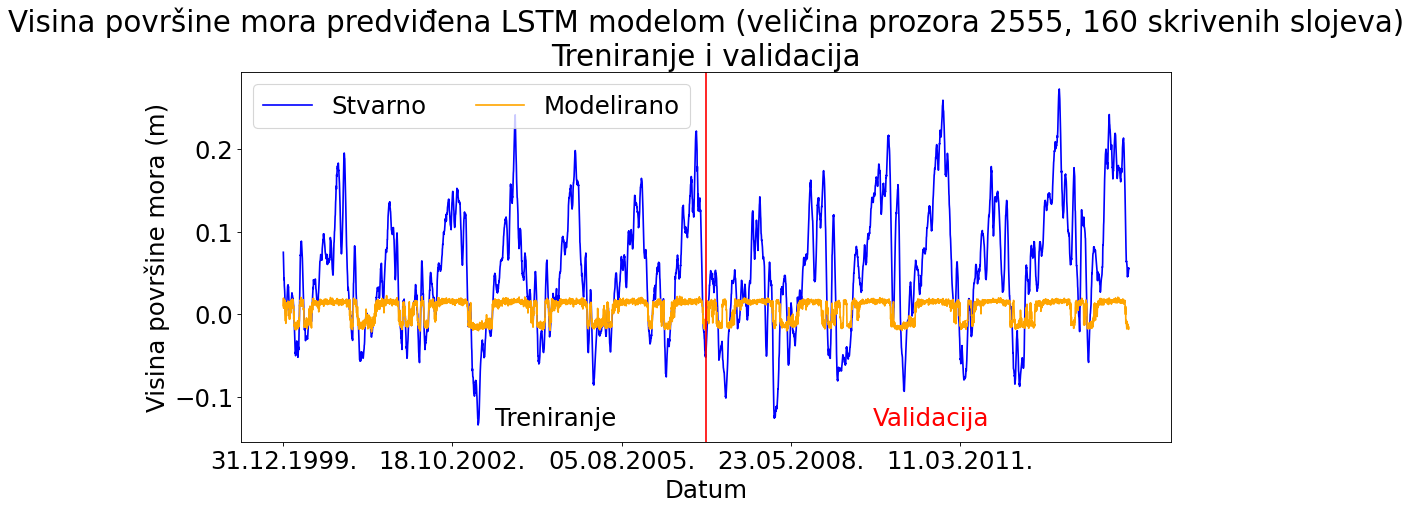 Visina površine mora predviđena LSTM modelom (veličina prozora 2555, 160 skrivenih slojeva)
Treniranje i validacija
Stvarno
Modelirano
Visina površine mora (m)
0.2
0.1
0.0
−0.1
Treniranje
Validacija
31.12.1999.
18.10.2002.
05.08.2005.
23.05.2008.
11.03.2011.
Datum